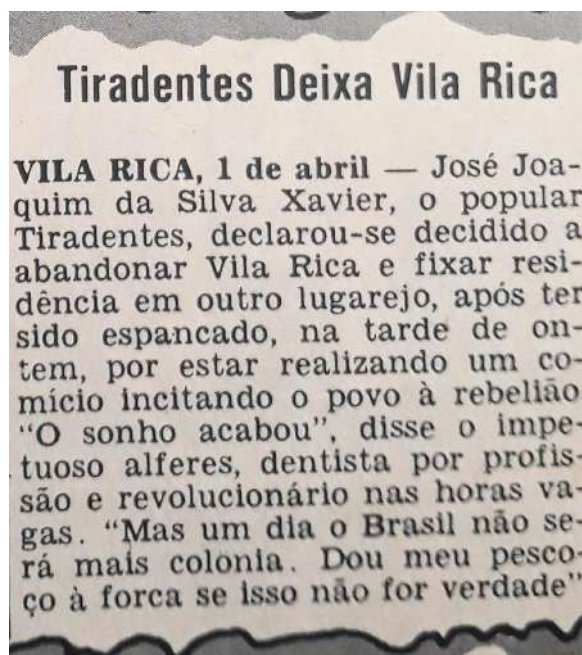 Tiradentes Deixa Vila Rica
VILA RICA, 1 de abril — José Joa-
quim da Silva Xavier, o popular
Tiradentes, declarou-se decidido a
abandonar Vila Rica e fixar resi-
dência em outro lugarejo, após ter
sido espancado, na tarde de on-
tem, por estar realizando um co-
mício incitando o povo à rebelião
“O sonho acabou”, disse o impe-
tuoso alferes, dentista por profis-
são e revolucionário nas horas va-
gas. “Mas um dia o Brasil não se-
rá mais colonia. Dou meu pesco-
ço à forca se isso não for verdade”